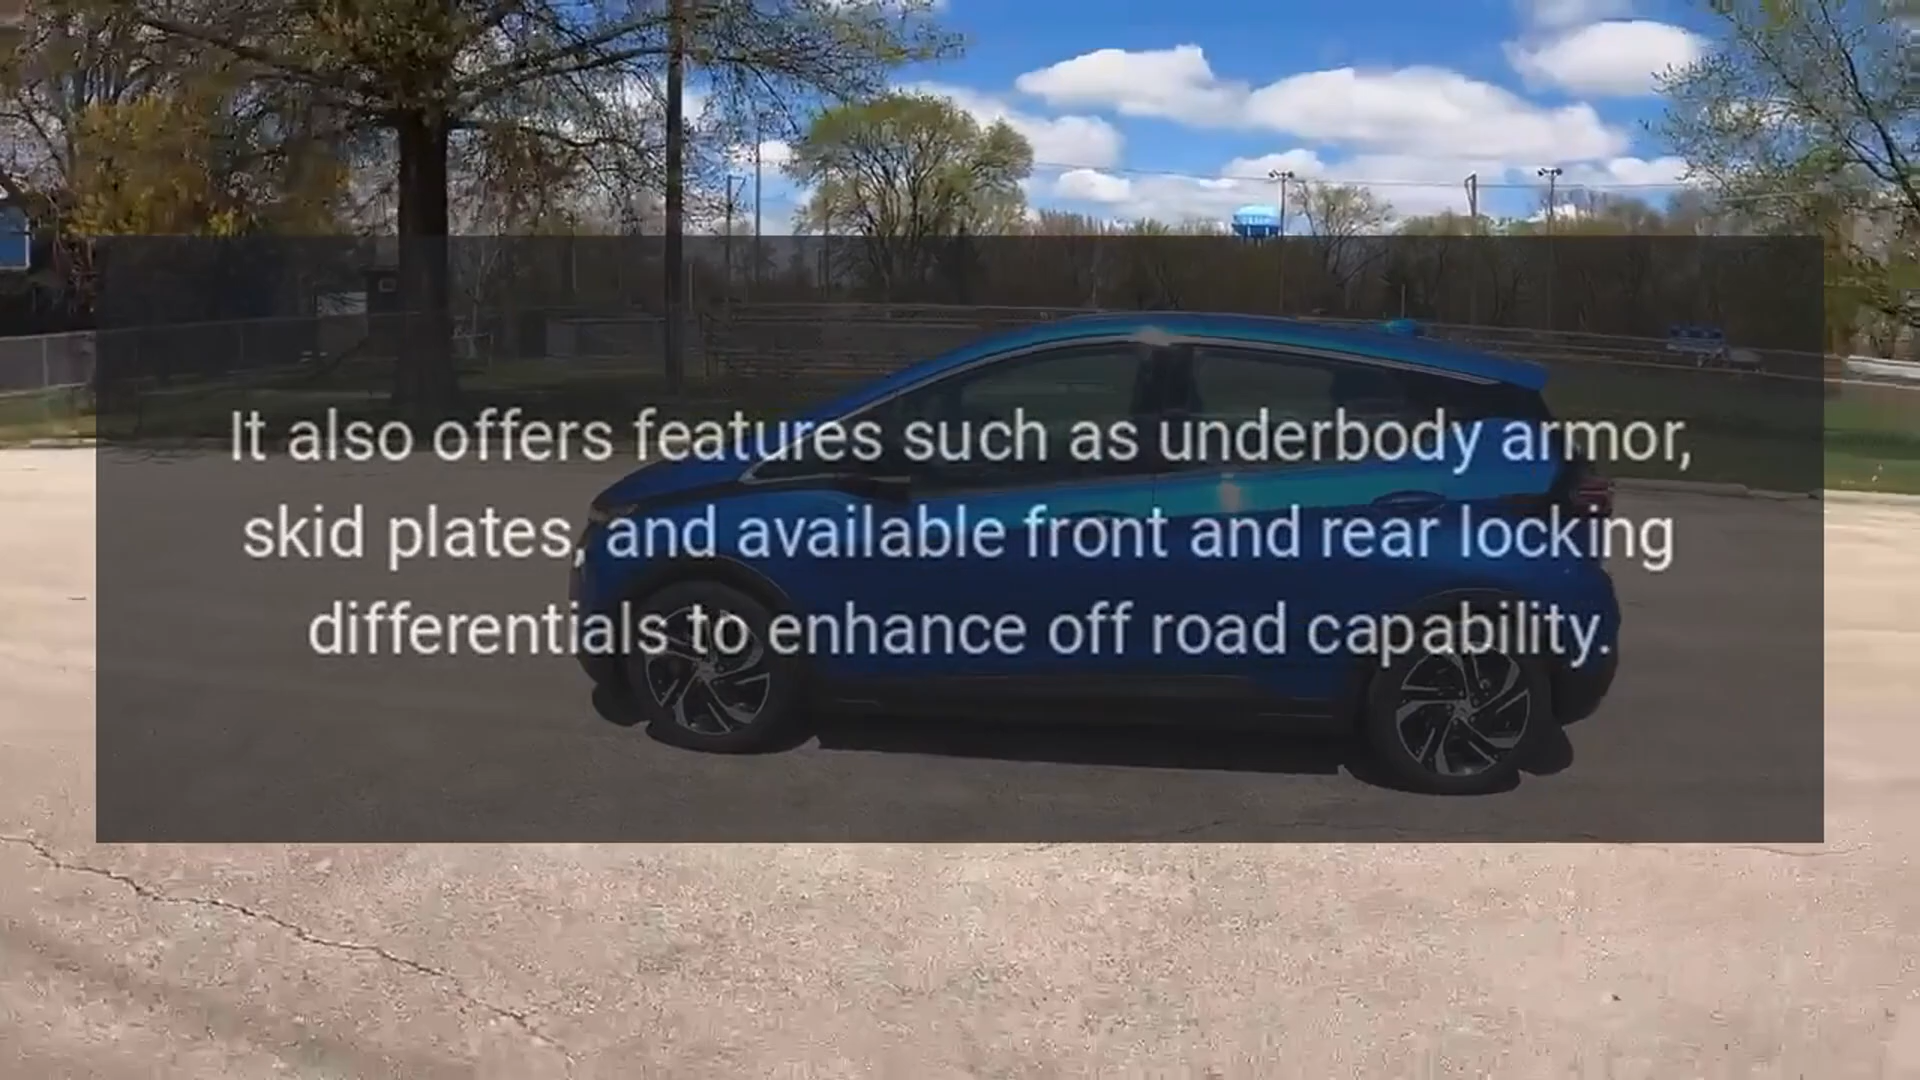 It also offers features such as underbody armor,
skid plates, and available front and rear locking
differentials to enhance off road capability.